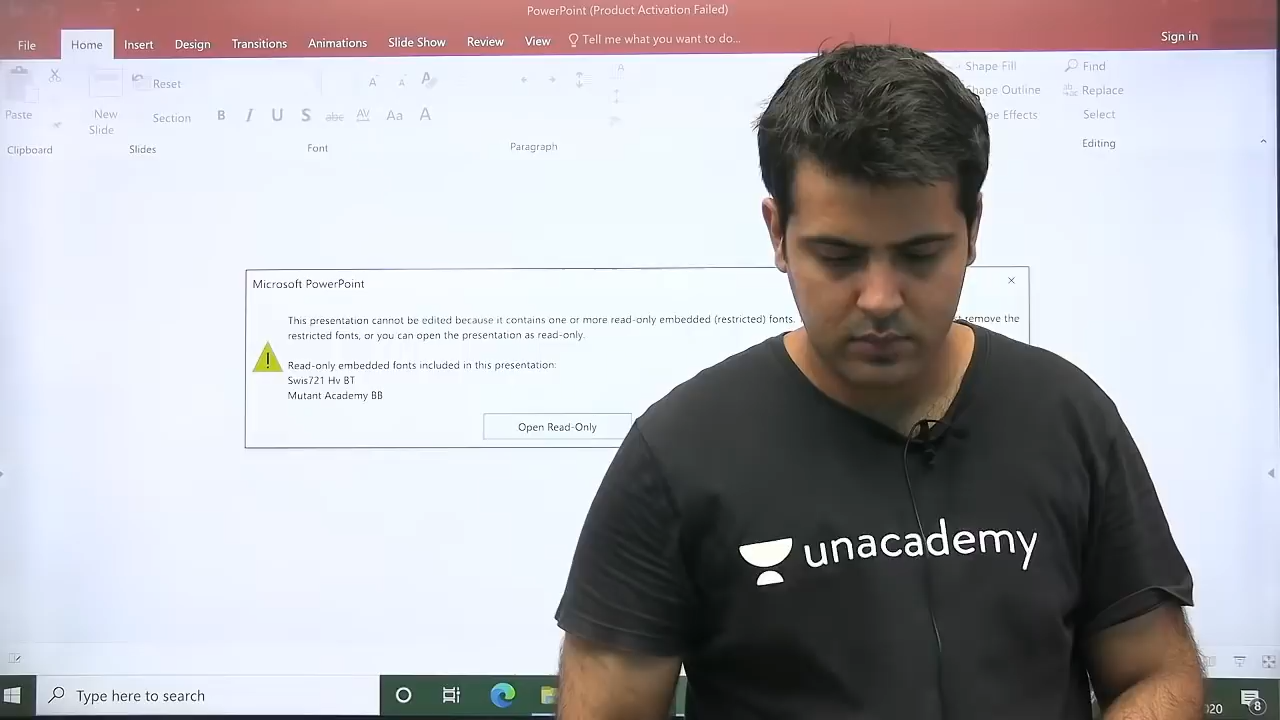 PowerPoint (Product Activation Failed)
File Home Insert Design Transitions Animations Slide Show Review View Tell me what you want to do... Sign in
Paste
New
Slide
Reset
Section
B I U S abc AV Aa A
A A A
Shape Fill
Shape Outline
Effects
Find
Replace
Select
Clipboard Slides Font Paragraph Editing
Microsoft PowerPoint
This presentation cannot be edited because it contains one or more read-only embedded (restricted) fonts. remove the
restricted fonts, or you can open the presentation as read-only.
Read-only embedded fonts included in this presentation:
Swis721 Hv BT
Mutant Academy BB
Open Read-Only
unacademy
Type here to search
8